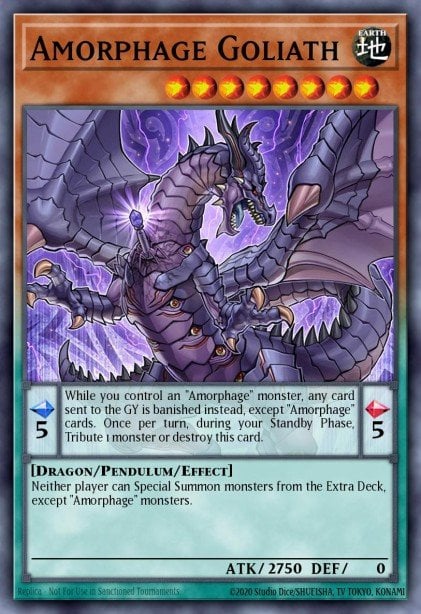 AMORPHAGE GOLIATH
EARTH
地
While you control an "Amorphage" monster, any card
sent to the GY is banished instead, except "Amorphage"
cards. Once per turn, during your Standby Phase,
Tribute 1 monster or destroy this card.
5
5
[DRAGON/PENDULUM/EFFECT]
Neither player can Special Summon monsters from the Extra Deck,
except "Amorphage" monsters.
ATK/ 2750 DEF/ 0
Replica - Not For Use in Sanctioned Tournaments
©2020 Studio Dice/SHUEISHA, TV TOKYO, KONAMI